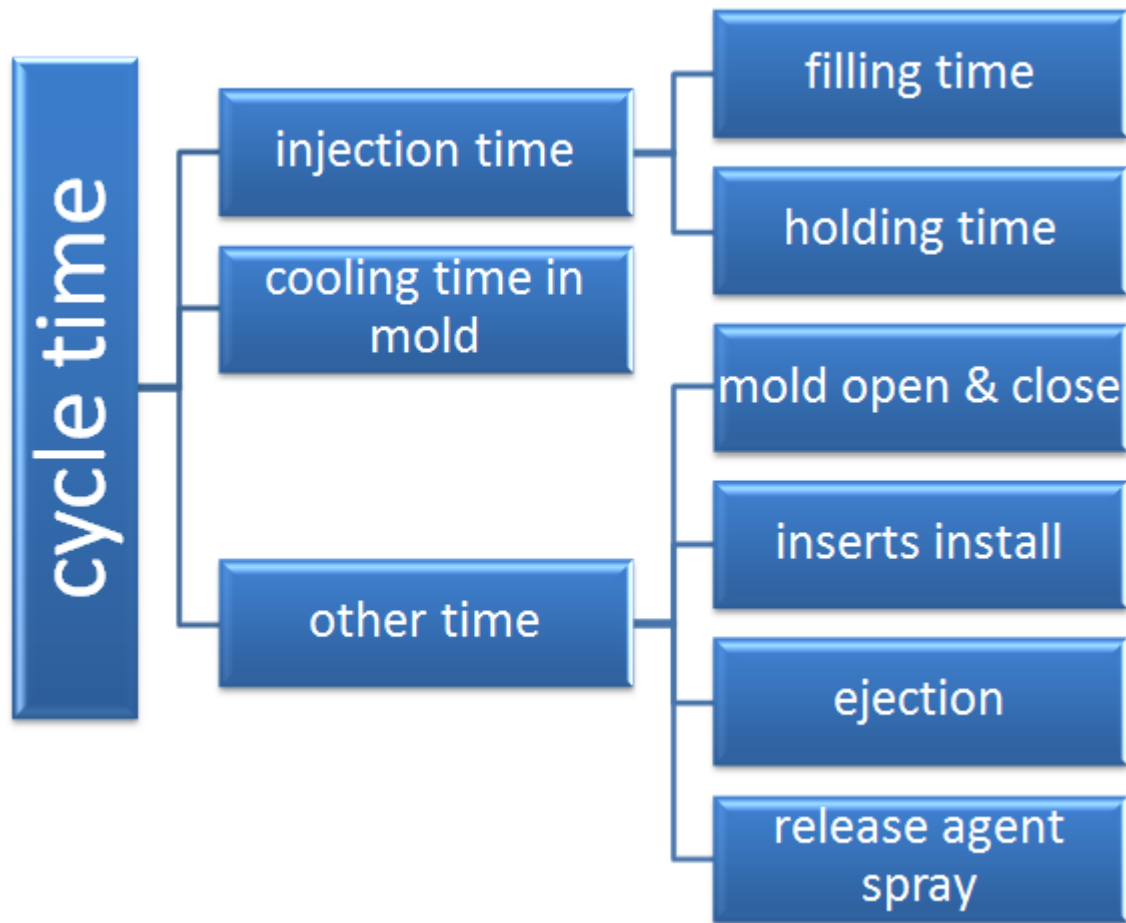 cycle time
injection time
cooling time in
mold
other time
filling time
holding time
mold open & close
inserts install
ejection
release agent
spray